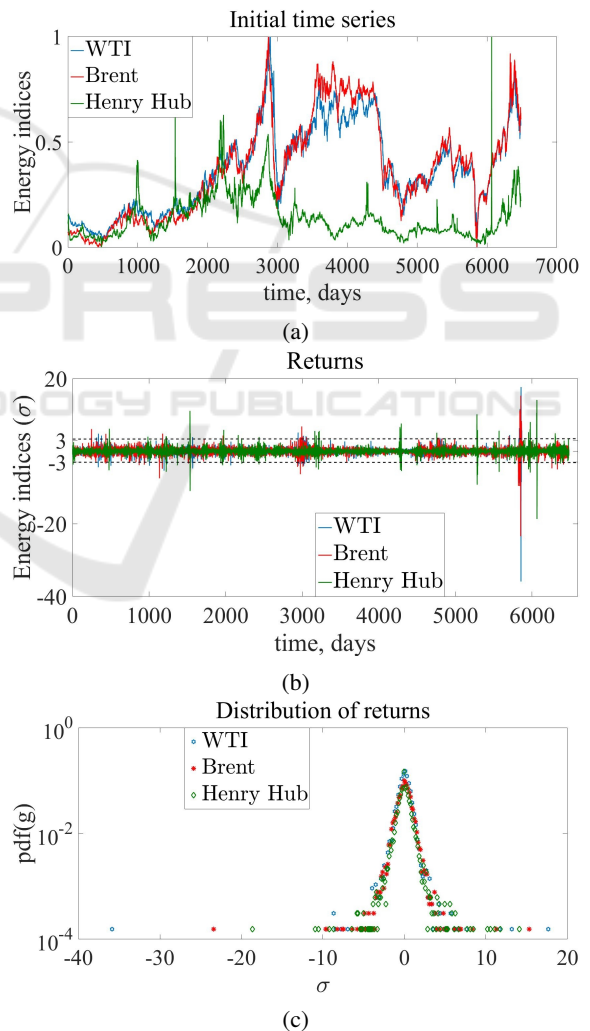 Initial time series
WTI
Brent
Henry Hub
Energy indices
1
0.5
0
0 1000 2000 3000 4000 5000 6000 7000
time, days
(a)
PRESS
Returns
OLOGY PUBLICATIONS
Energy indices (σ)
20
3
-3
-20
-40
WTI
Brent
Henry Hub
0 1000 2000 3000 4000 5000 6000
time, days
(b)
Distribution of returns
WTI
Brent
Henry Hub
pdf(g)
10^0
10^-2
10^-4
-40 -30 -20 -10 0 10 20
σ
(c)